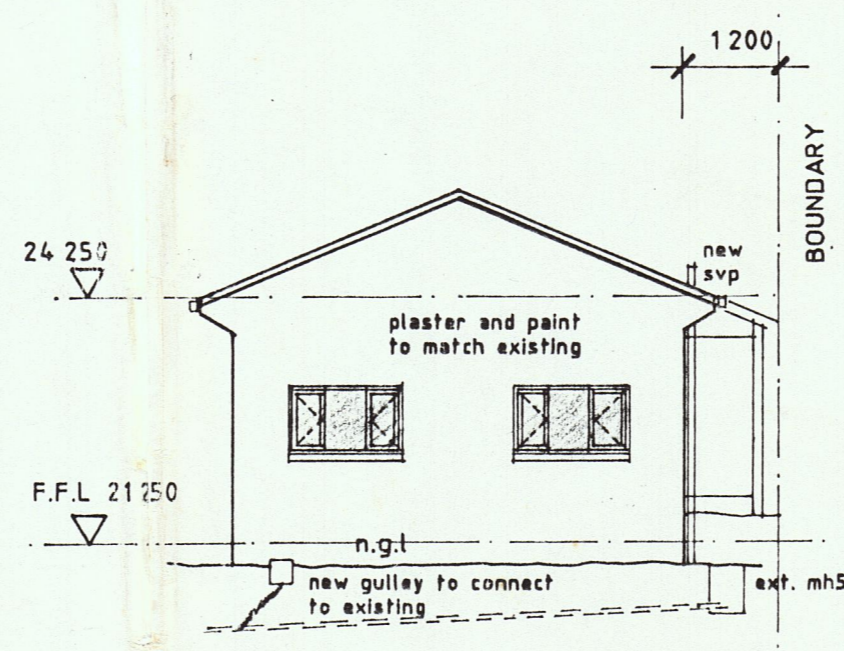 1200
BOUNDARY
24 250
new
svp
plaster and paint
to match existing
F.F.L 21 250
n.g.l
new gulley to connect
to existing
ext. mh5